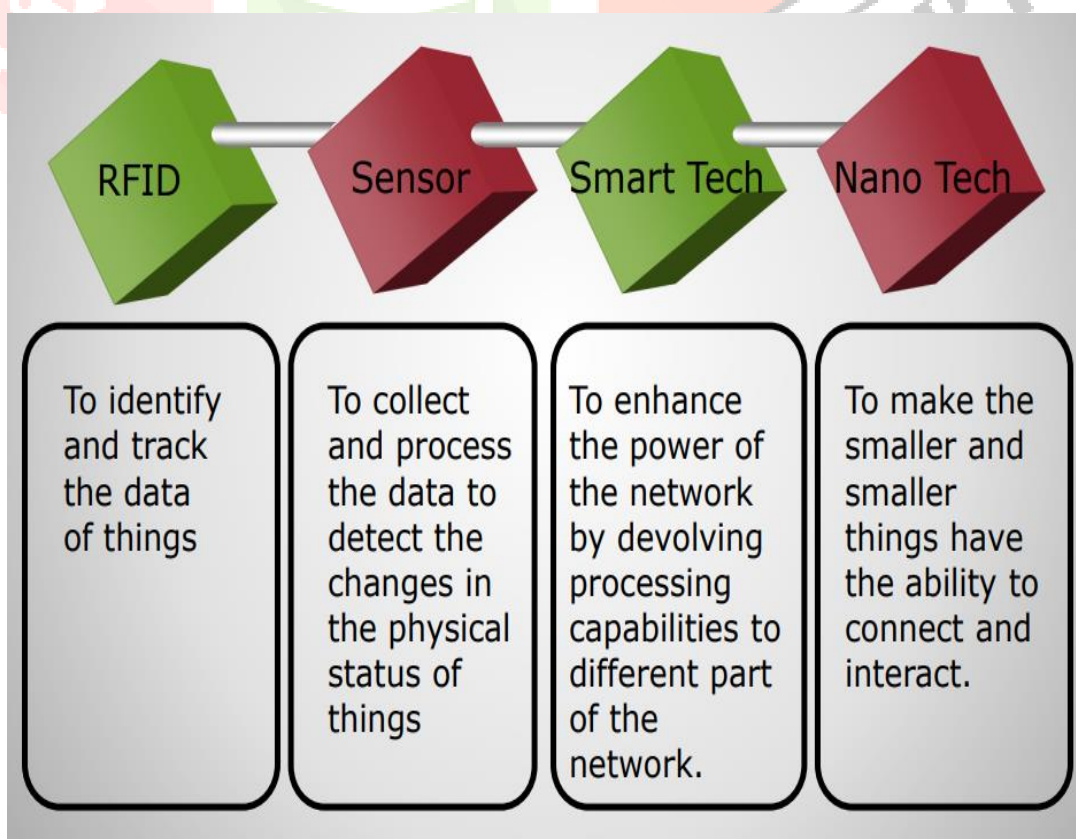 RFID
Sensor
Smart Tech
Nano Tech
To identify
and track
the data
of things
To collect
and process
the data to
detect the
changes in
the physical
status of
things
To enhance
the power of
the network
by devolving
processing
capabilities to
different part
of the
network.
To make the
smaller and
smaller
things have
the ability to
connect and
interact.